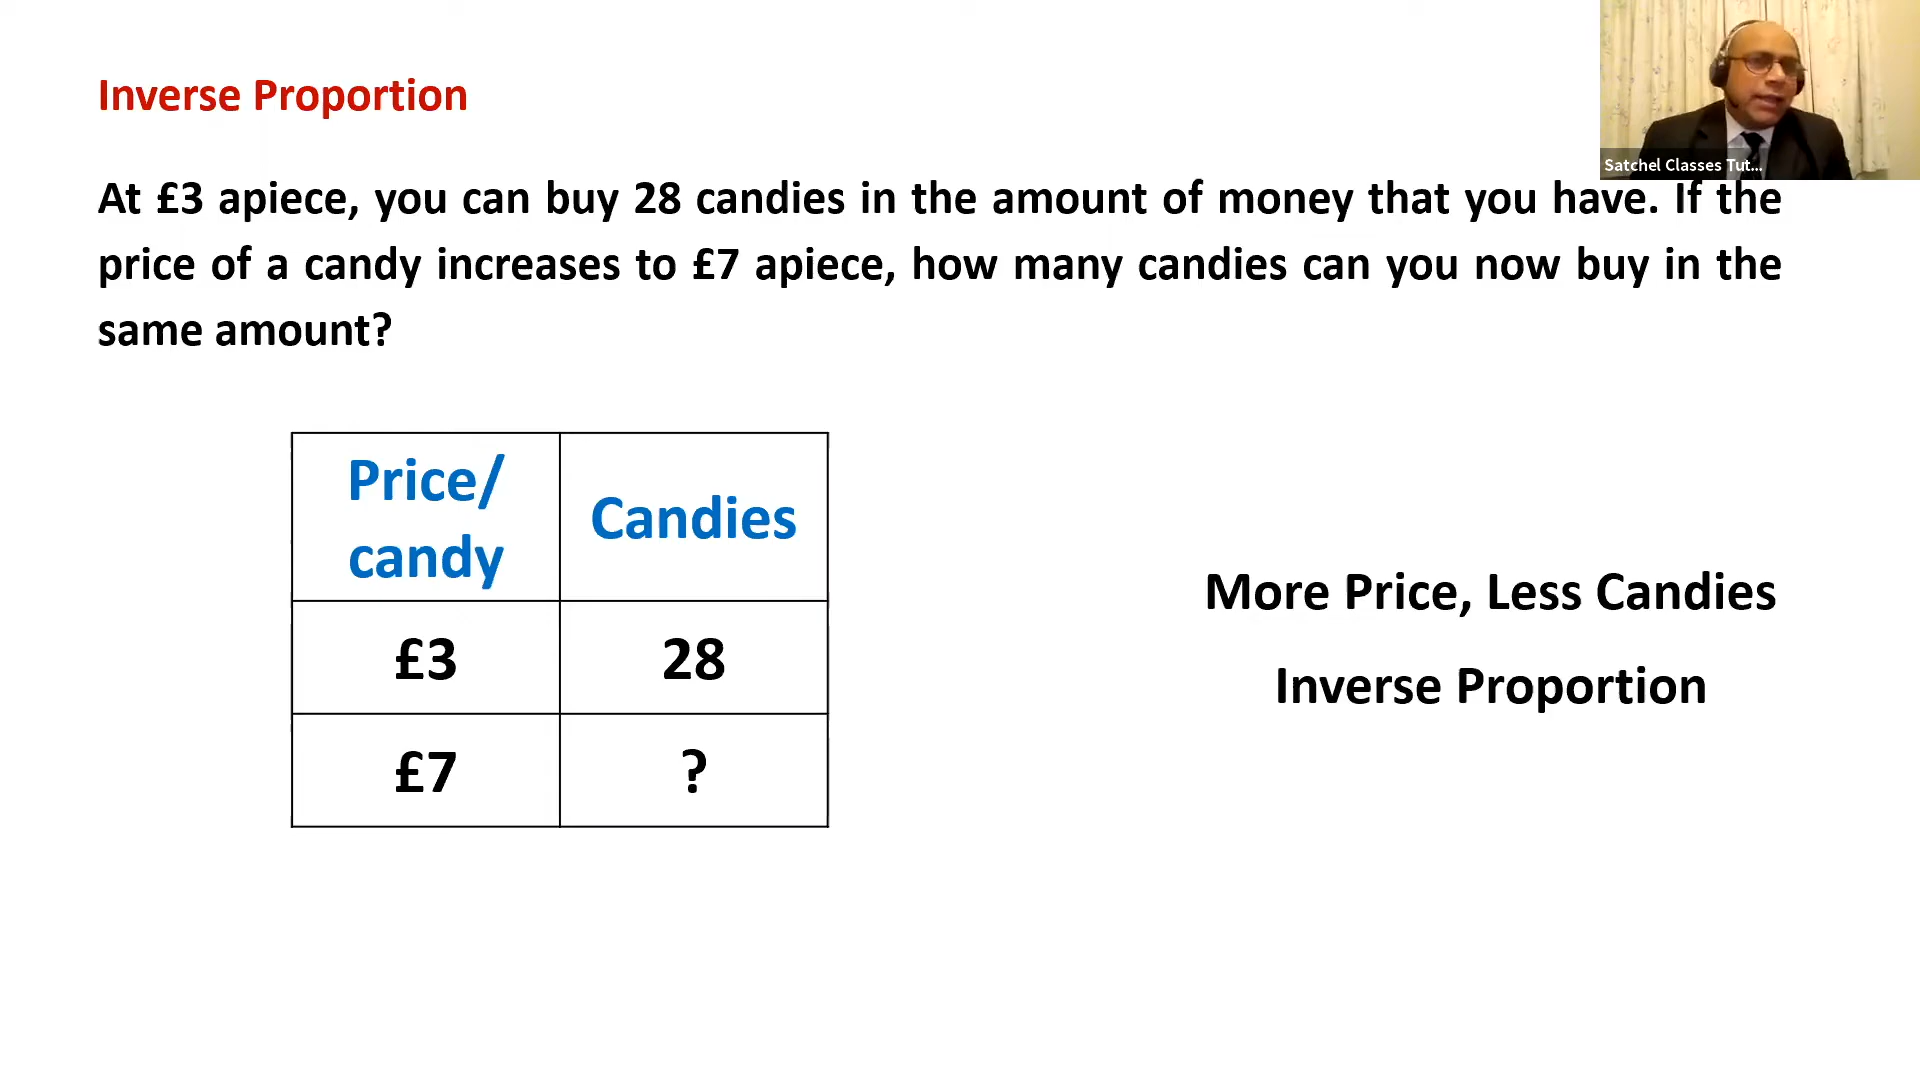 Inverse Proportion
Satchel Classes Tut...
At £3 apiece, you can buy 28 candies in the amount of money that you have. If the
price of a candy increases to £7 apiece, how many candies can you now buy in the
same amount?
Price/
candy
Candies
£3 28
£7 ?
More Price, Less Candies
Inverse Proportion